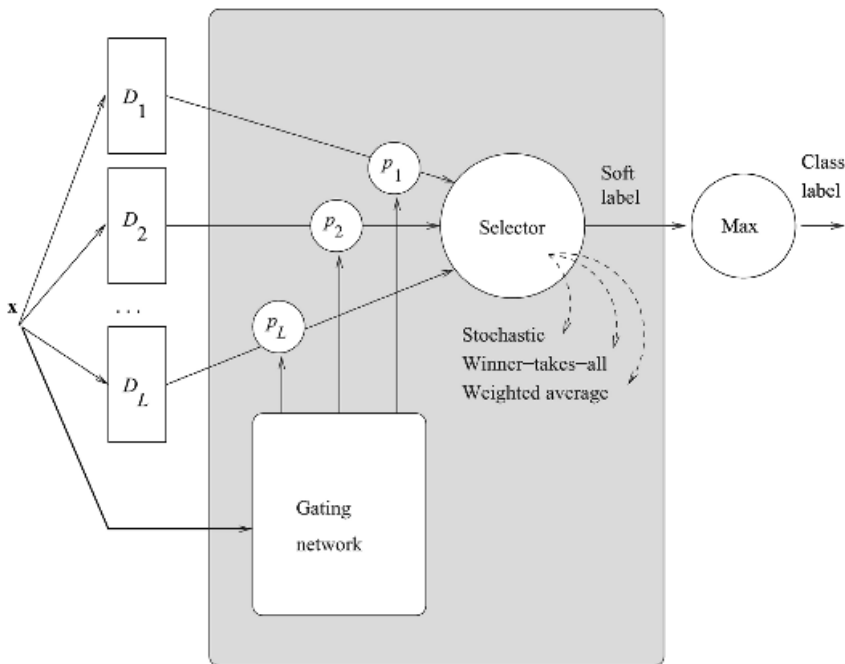 D1
p1
Class
label
Soft
label
D2
p2
Selector
Max
x
...
pL
Stochastic
Winner–takes–all
Weighted average
DL
Gating
network